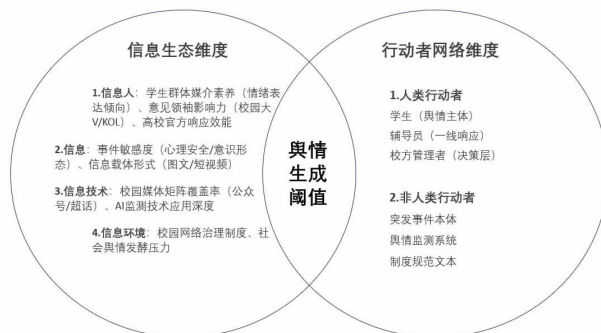 信息生态维度
1.信息人：学生群体媒介素养（情绪表
达倾向）、意见领袖影响力（校园大
V/KOL）、高校官方响应效能
2.信息：事件敏感度（心理安全/意识形
态）、信息载体形式（图文/短视频）
3.信息技术：校园媒体矩阵覆盖率（公众
号/超话）、AI监测技术应用深度
4.信息环境：校园网络治理制度、社
会舆情发酵压力
舆情
生成
阈值
行动者网络维度
1.人类行动者
学生（舆情主体）
辅导员（一线响应）
校方管理者（决策层）
2.非人类行动者
突发事件本体
舆情监测系统
制度规范文本